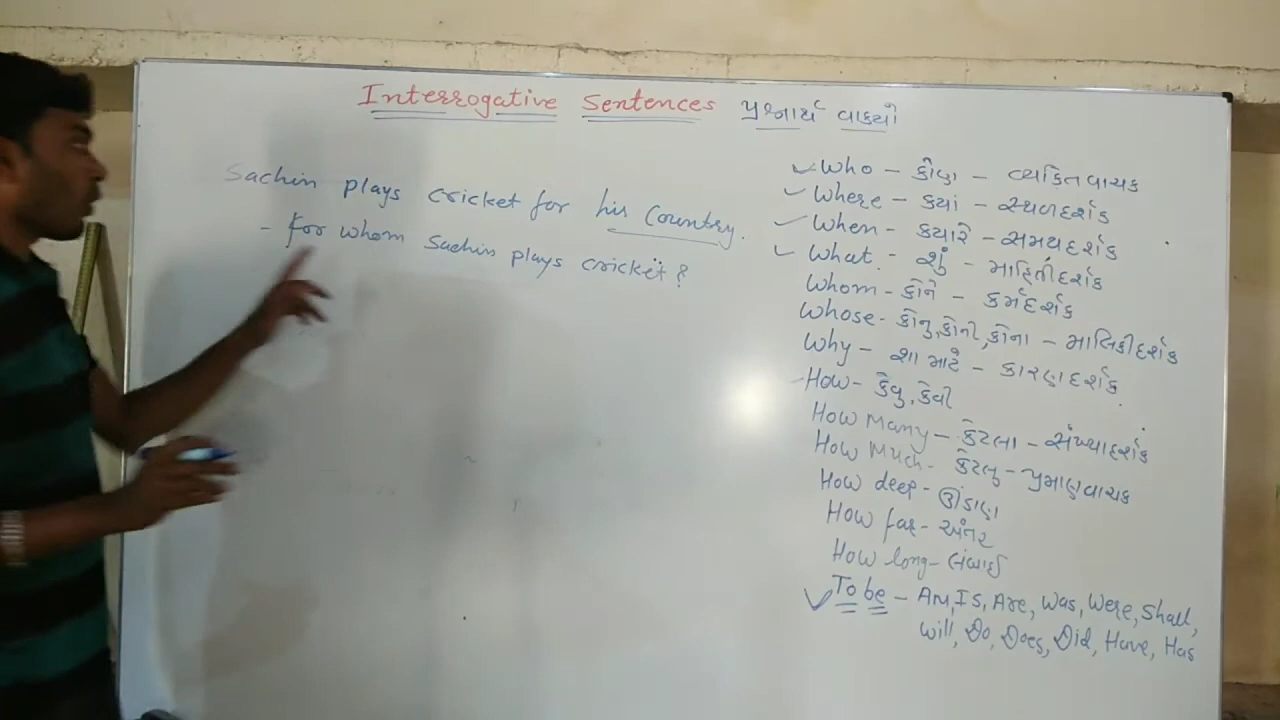 Interrogative Sentences પ્રશ્નાર્થ વાક્યો
Sachin plays cricket for his Country.
- for whom Sachin plays cricket?
Who - કોણ - વ્યક્તિવાચક
Where - કયાં - સ્થળદર્શક
When - કયારે - સમયદર્શક
What - શું - માહિતીદર્શક
Whom - કોને - કર્મદર્શક
Whose - કોનુ, કોની, કોના - માલિકીદર્શક
Why - શા માટે - કારણદર્શક
How - કેવુ, કેવી
How Many - કેટલા - સંખ્યાદર્શક
How Much - કેટલુ - પ્રમાણવાચક
How deep - ઊંડાણ
How far - અંતર
How long - લંબાઈ
To be - Am, Is, Are, Was, Were, Shall,
Will, Do, Does, Did, Have, Has